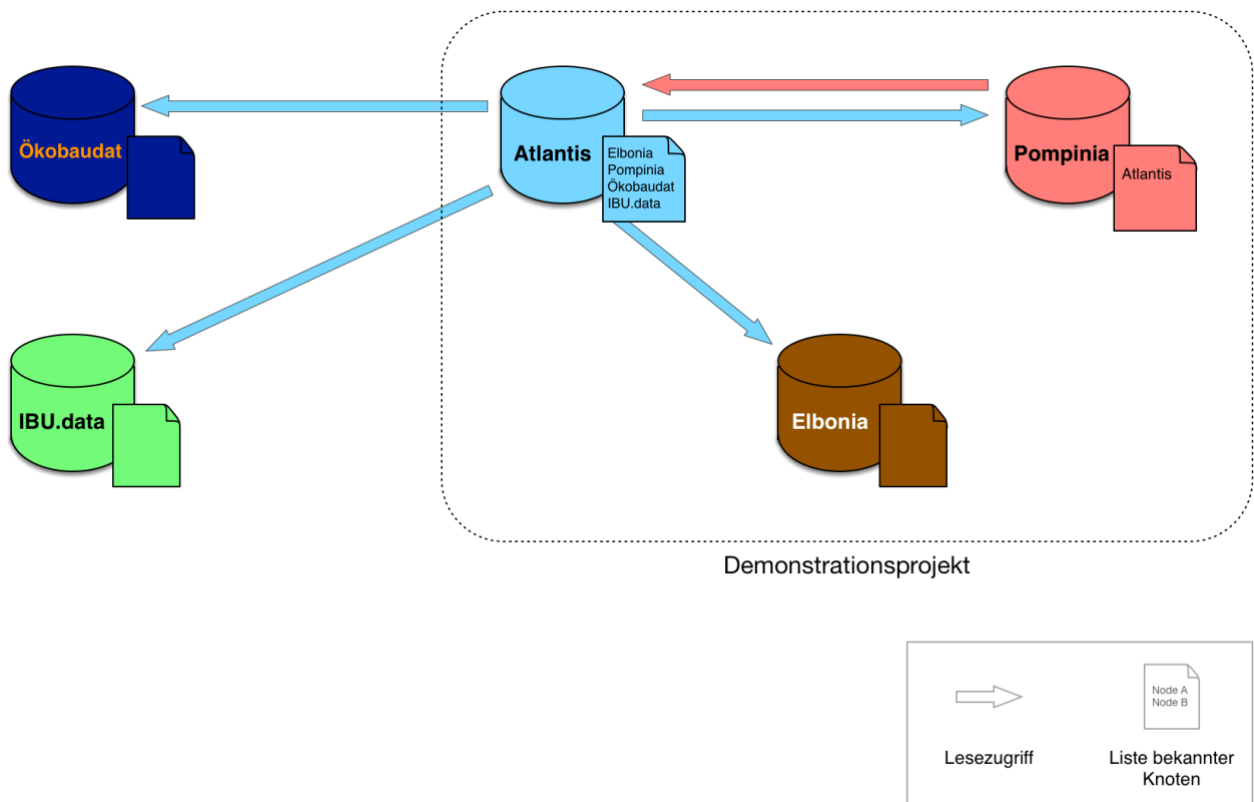 Ökobaudat
Atlantis
Elbonia
Pompinia
Ökobaudat
IBU.data
Pompinia
Atlantis
IBU.data
Elbonia
Demonstrationsprojekt
Node A
Node B
Lesezugriff
Liste bekannter
Knoten